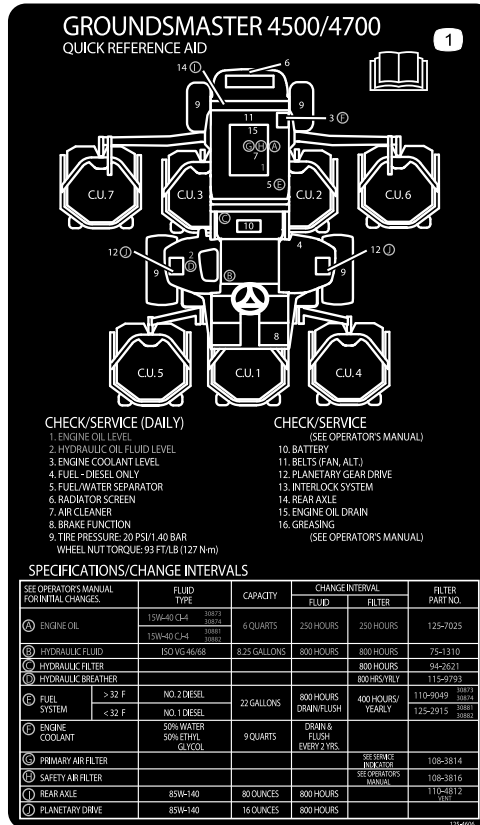 GROUNDSMASTER 4500/4700
QUICK REFERENCE AID
1
6
14 I
9
9
11
3 F
15
G H A
7
1
5 E
C.U. 7
C.U. 3
C.U. 2
C.U. 6
C
10
12 J
2
D
4
12 J
9
B
9
8
C.U. 5
C.U. 1
C.U. 4
CHECK/SERVICE (DAILY)
1. ENGINE OIL LEVEL
2. HYDRAULIC OIL FLUID LEVEL
3. ENGINE COOLANT LEVEL
4. FUEL - DIESEL ONLY
5. FUEL/WATER SEPARATOR
6. RADIATOR SCREEN
7. AIR CLEANER
8. BRAKE FUNCTION
9. TIRE PRESSURE: 20 PSI/1.40 BAR
WHEEL NUT TORQUE: 93 FT/LB (127 N·m)
CHECK/SERVICE
(SEE OPERATOR'S MANUAL)
10. BATTERY
11. BELTS (FAN, ALT.)
12. PLANETARY GEAR DRIVE
13. INTERLOCK SYSTEM
14. REAR AXLE
15. ENGINE OIL DRAIN
16. GREASING
(SEE OPERATOR'S MANUAL)
SPECIFICATIONS/CHANGE INTERVALS
SEE OPERATOR'S MANUAL FOR INITIAL CHANGES. FLUID TYPE CAPACITY CHANGE INTERVAL FLUID FILTER FILTER PART NO.
A ENGINE OIL 15W-40 CI-4 30873 30874 15W-40 CJ-4 30881 30882 6 QUARTS 250 HOURS 250 HOURS 125-7025
B HYDRAULIC FLUID ISO VG 46/68 8.25 GALLONS 800 HOURS 800 HOURS 75-1310
C HYDRAULIC FILTER 800 HOURS 94-2621
D HYDRAULIC BREATHER 800 HRS/YRLY 115-9793
E FUEL SYSTEM > 32 F NO. 2 DIESEL 22 GALLONS 800 HOURS DRAIN/FLUSH 400 HOURS/ YEARLY 110-9049 30873 30874
< 32 F NO. 1 DIESEL 125-2915 30881 30882
F ENGINE COOLANT 50% WATER 50% ETHYL GLYCOL 9 QUARTS DRAIN & FLUSH EVERY 2 YRS.
G PRIMARY AIR FILTER SEE SERVICE INDICATOR 108-3814
H SAFETY AIR FILTER SEE OPERATOR'S MANUAL 108-3816
I REAR AXLE 85W-140 80 OUNCES 800 HOURS 110-4812 VENT
J PLANETARY DRIVE 85W-140 16 OUNCES 800 HOURS
125-4606